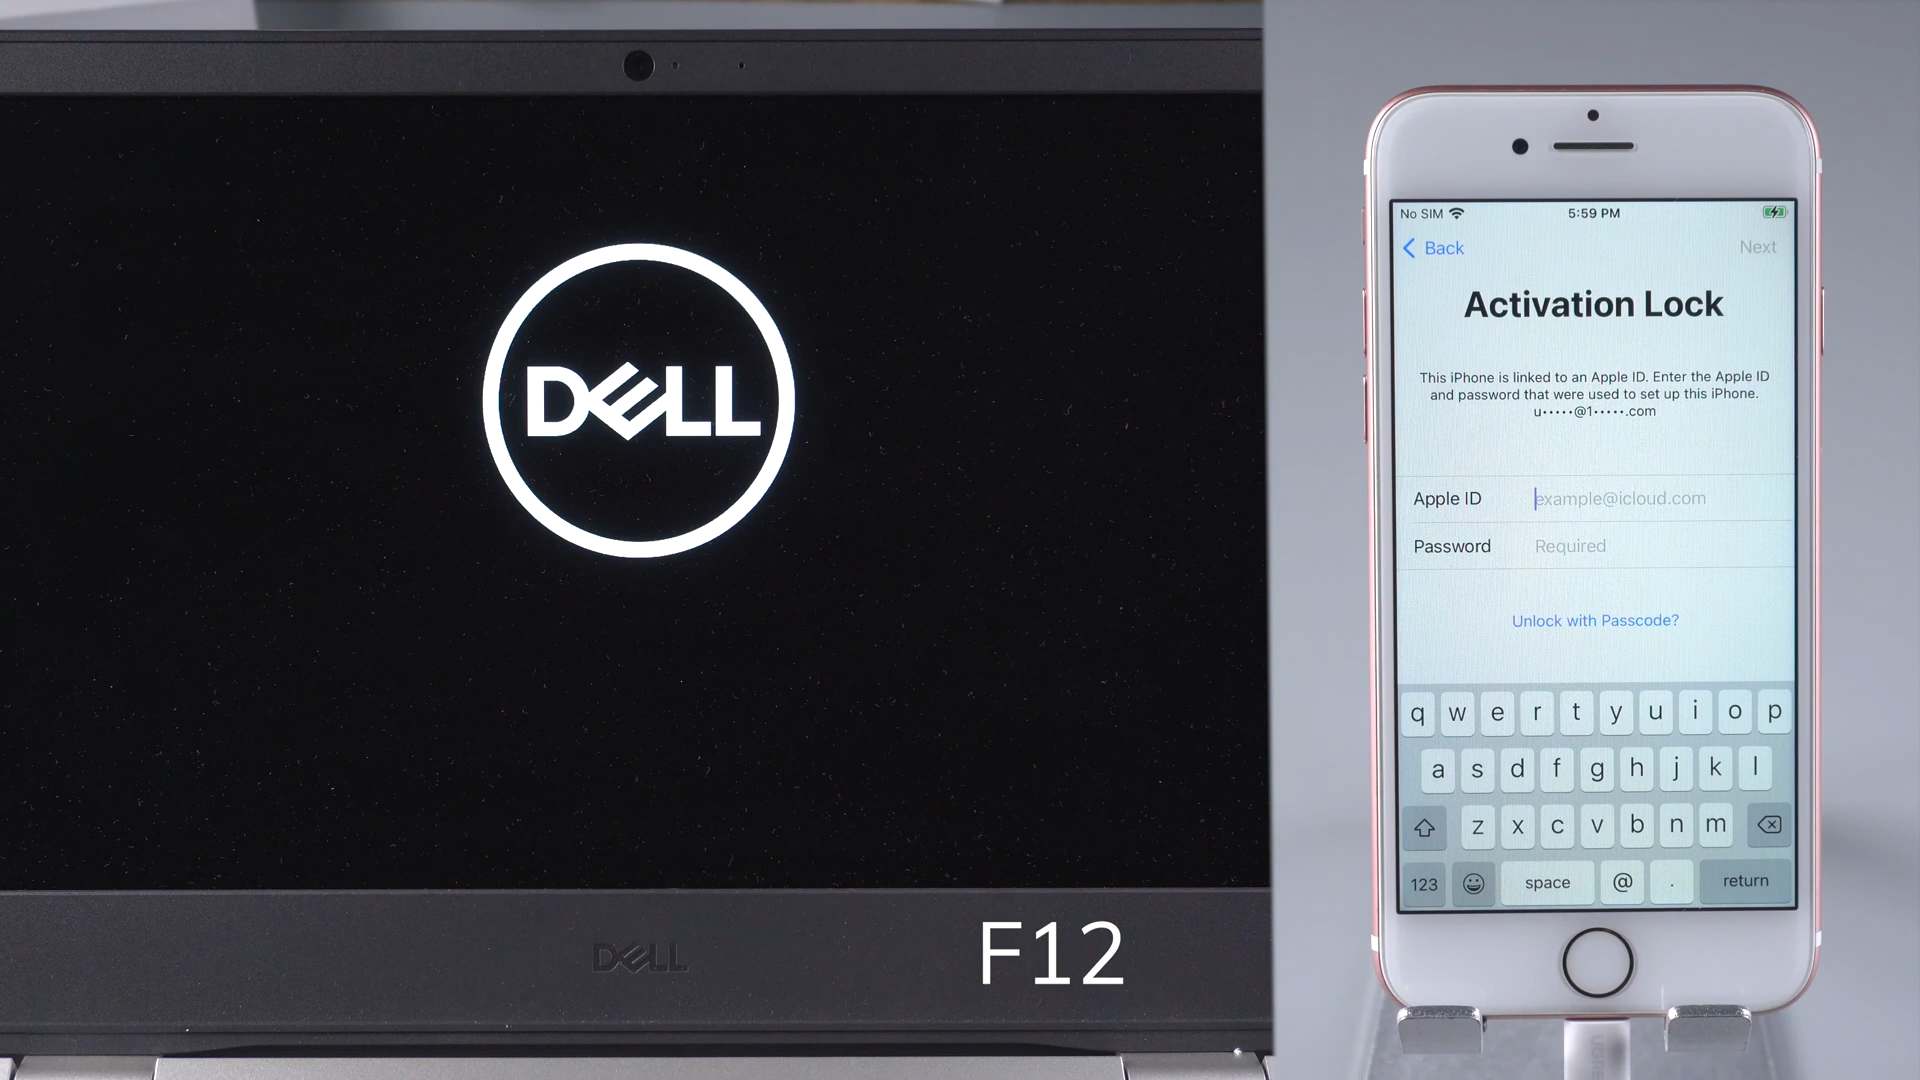 DELL
DELL
F12
No SIM
5:59 PM
Back
Next
Activation Lock
This iPhone is linked to an Apple ID. Enter the Apple ID
and password that were used to set up this iPhone.
u•••••@1•••••.com
Apple ID
example@icloud.com
Password
Required
Unlock with Passcode?
q w e r t y u i o p
a s d f g h j k l
z x c v b n m
123
space
@
.
return